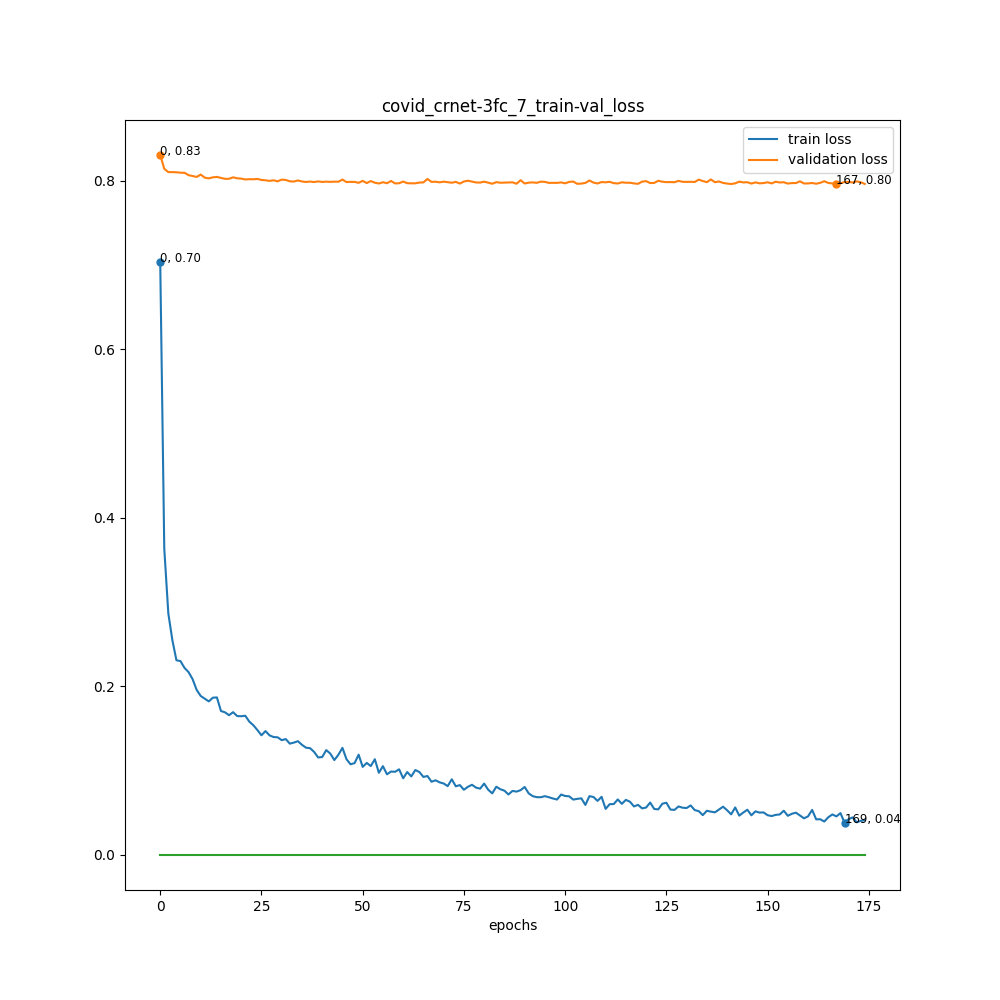 covid_crnet-3fc_7_train-val_loss
train loss
validation loss
0, 0.83
167, 0.80
0, 0.70
169, 0.04
0.8
0.6
0.4
0.2
0.0
0 25 50 75 100 125 150 175
epochs